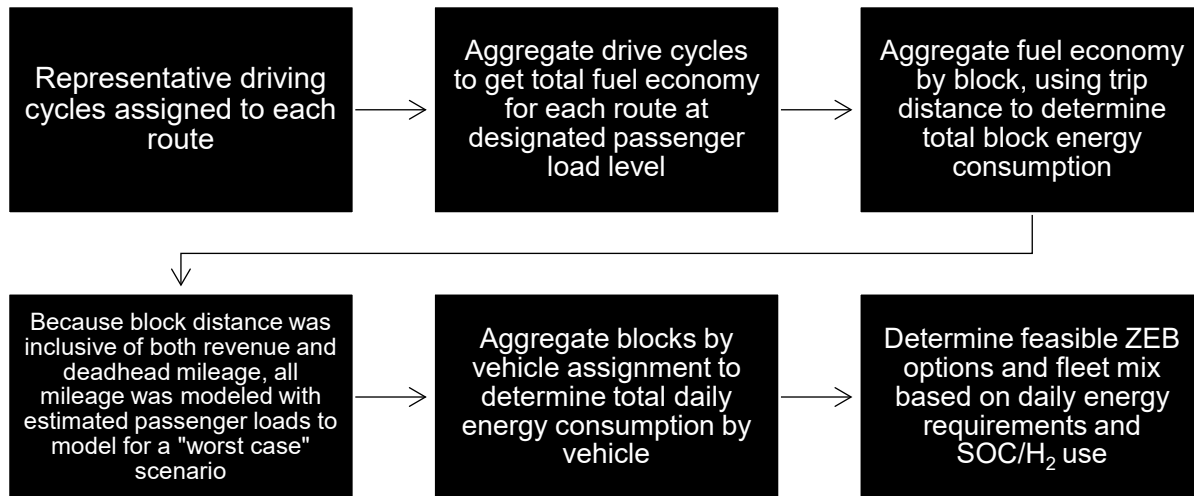 Representative driving
cycles assigned to each
route
Aggregate drive cycles
to get total fuel economy
for each route at
designated passenger
load level
Aggregate fuel economy
by block, using trip
distance to determine
total block energy
consumption
Because block distance was
inclusive of both revenue and
deadhead mileage, all
mileage was modeled with
estimated passenger loads to
model for a "worst case"
scenario
Aggregate blocks by
vehicle assignment to
determine total daily
energy consumption by
vehicle
Determine feasible ZEB
options and fleet mix
based on daily energy
requirements and
SOC/H₂ use